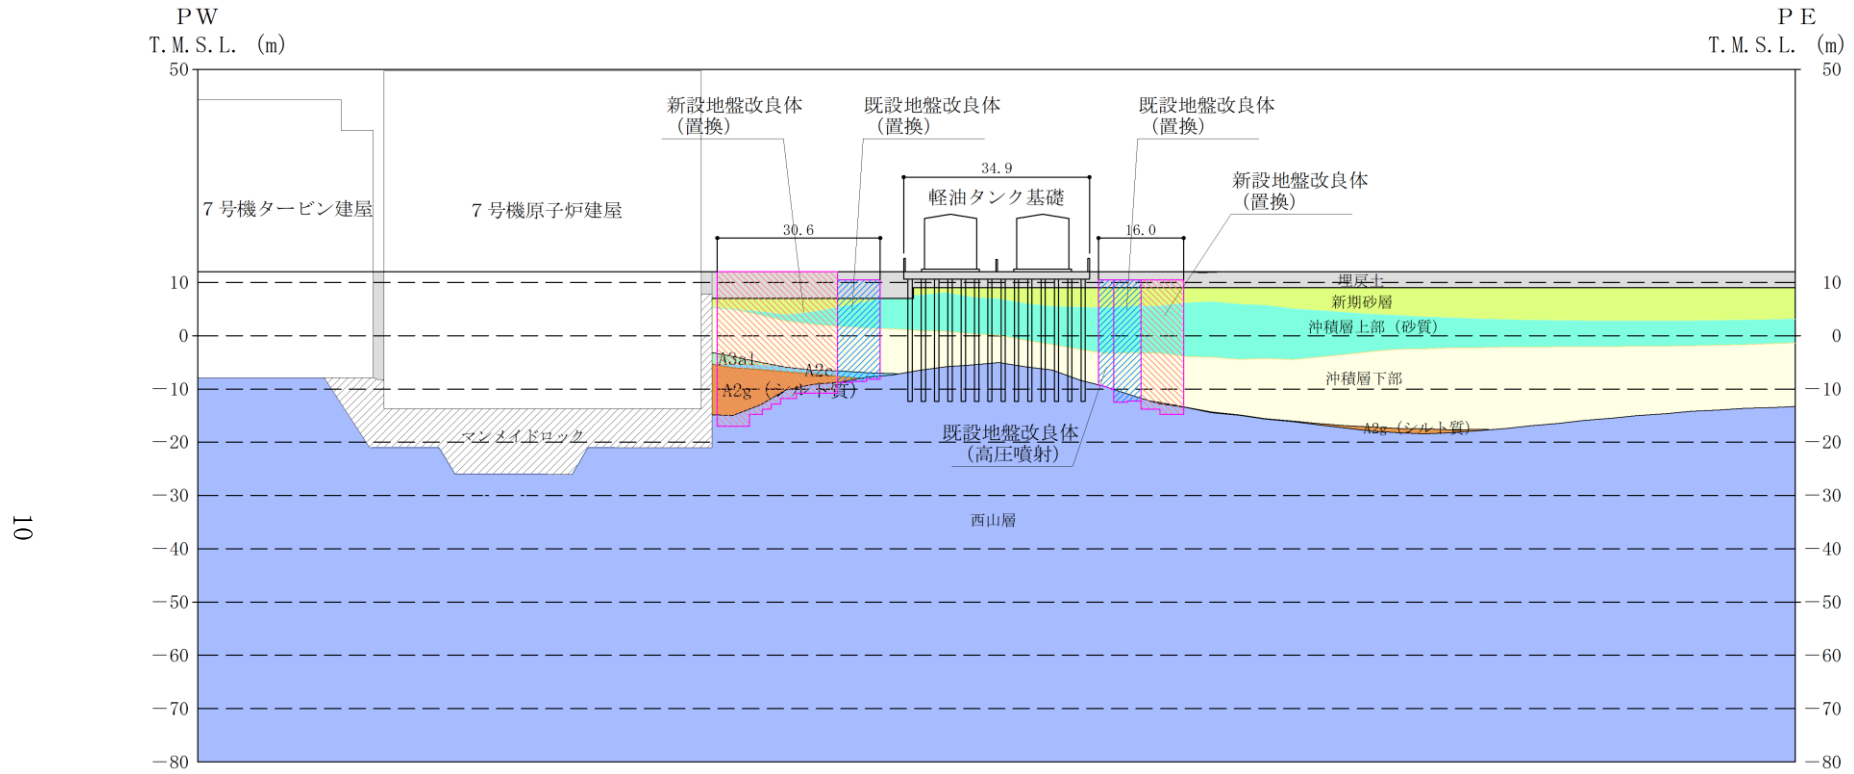 PW
PE
T.M.S.L. (m)
T.M.S.L. (m)
50
50
新設地盤改良体
（置換）
既設地盤改良体
（置換）
既設地盤改良体
（置換）
34.9
新設地盤改良体
（置換）
軽油タンク基礎
７号機タービン建屋
７号機原子炉建屋
30.6
16.0
10
埋戻土
10
新期砂層
沖積層上部（砂質）
0
0
A3a1
A2c
沖積層下部
-10
A2g（シルト質）
-10
マンメイドロック
既設地盤改良体
（高圧噴射）
A2g（シルト質）
-20
-20
-30
-30
西山層
10
-40
-40
-50
-50
-60
-60
-70
-70
-80
-80